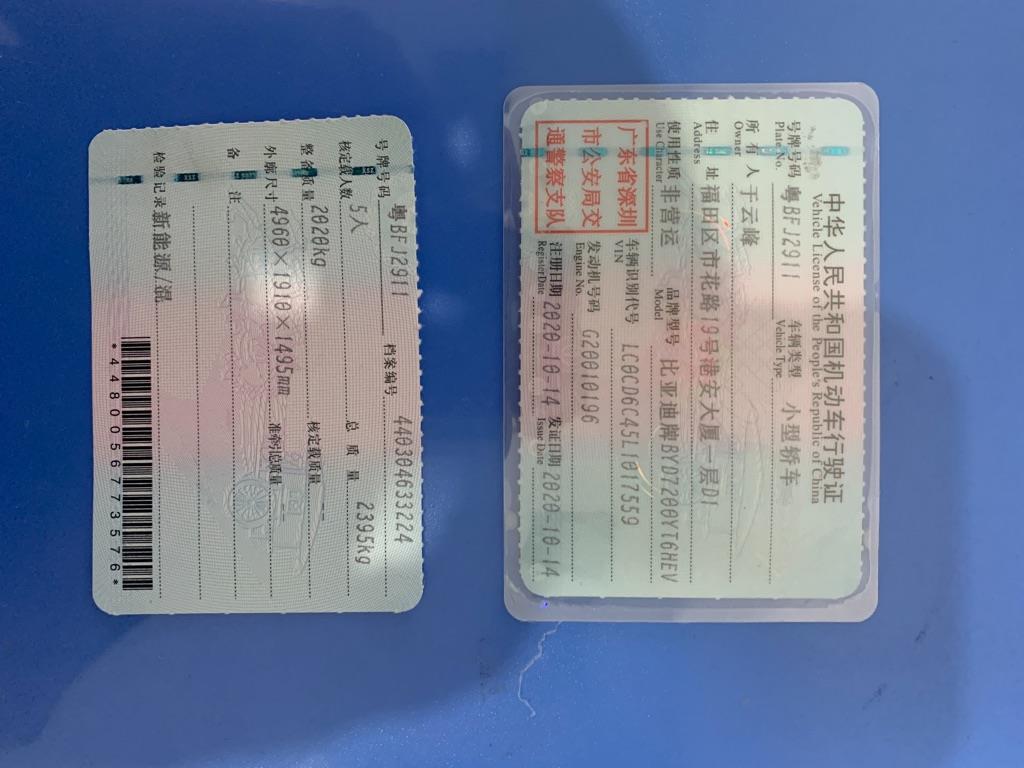 中华人民共和国机动车行驶证
Vehicle License of the People's Republic of China
号牌号码 粤BFJ2911 车辆类型 小型轿车
Plate No. Vehicle Type
所有人 于云峰
Owner
住址 福田区市花路19号港安大厦一层D1
Address
使用性质 非营运 品牌型号 比亚迪牌BYD7200YT6HEV
Use Character Model
广东省深圳
市公安局交
通警察支队
车辆识别代号 LC0CD6C45L1017559
VIN
发动机号码 G20010196
Engine No.
注册日期 2020-10-14 发证日期 2020-10-14
Register Date Issue Date
号牌号码 粤BFJ2911 档案编号 440304633224
核定载人数 5人 总质量 2395kg
整备质量 2020kg 核定载质量 --
外廓尺寸 4960×1910×1495mm 准牵引总质量 --
备注
检验记录 新能源/混
*4480056773576*